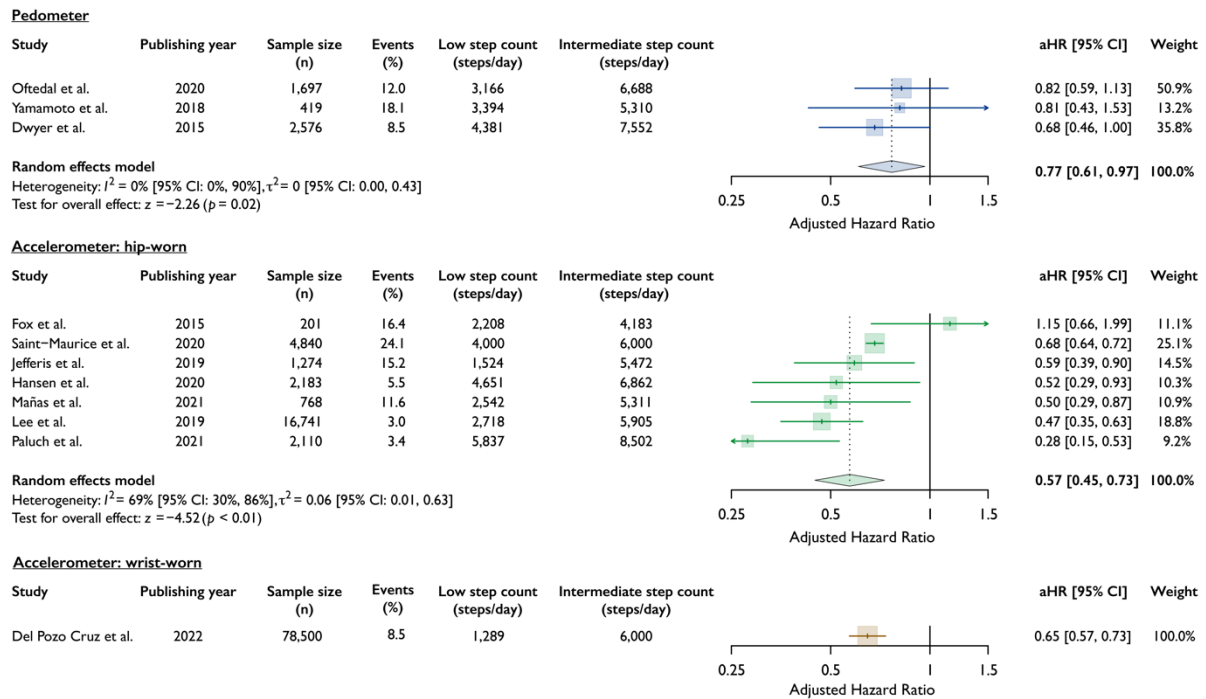 Pedometer
Study Publishing year Sample size (n) Events (%) Low step count (steps/day) Intermediate step count (steps/day) aHR [95% CI] Weight
Oftedal et al. 2020 1,697 12.0 3,166 6,688 0.82 [0.59, 1.13] 50.9%
Yamamoto et al. 2018 419 18.1 3,394 5,310 0.81 [0.43, 1.53] 13.2%
Dwyer et al. 2015 2,576 8.5 4,381 7,552 0.68 [0.46, 1.00] 35.8%
Random effects model 0.77 [0.61, 0.97] 100.0%
Heterogeneity: I² = 0% [95% CI: 0%, 90%], τ² = 0 [95% CI: 0.00, 0.43]
Test for overall effect: z = −2.26 (p = 0.02)
0.25 0.5 1 1.5
Adjusted Hazard Ratio
Accelerometer: hip-worn
Study Publishing year Sample size (n) Events (%) Low step count (steps/day) Intermediate step count (steps/day) aHR [95% CI] Weight
Fox et al. 2015 201 16.4 2,208 4,183 1.15 [0.66, 1.99] 11.1%
Saint−Maurice et al. 2020 4,840 24.1 4,000 6,000 0.68 [0.64, 0.72] 25.1%
Jefferis et al. 2019 1,274 15.2 1,524 5,472 0.59 [0.39, 0.90] 14.5%
Hansen et al. 2020 2,183 5.5 4,651 6,862 0.52 [0.29, 0.93] 10.3%
Mañas et al. 2021 768 11.6 2,542 5,311 0.50 [0.29, 0.87] 10.9%
Lee et al. 2019 16,741 3.0 2,718 5,905 0.47 [0.35, 0.63] 18.8%
Paluch et al. 2021 2,110 3.4 5,837 8,502 0.28 [0.15, 0.53] 9.2%
Random effects model 0.57 [0.45, 0.73] 100.0%
Heterogeneity: I² = 69% [95% CI: 30%, 86%], τ² = 0.06 [95% CI: 0.01, 0.63]
Test for overall effect: z = −4.52 (p < 0.01)
0.25 0.5 1 1.5
Adjusted Hazard Ratio
Accelerometer: wrist-worn
Study Publishing year Sample size (n) Events (%) Low step count (steps/day) Intermediate step count (steps/day) aHR [95% CI] Weight
Del Pozo Cruz et al. 2022 78,500 8.5 1,289 6,000 0.65 [0.57, 0.73] 100.0%
0.25 0.5 1 1.5
Adjusted Hazard Ratio